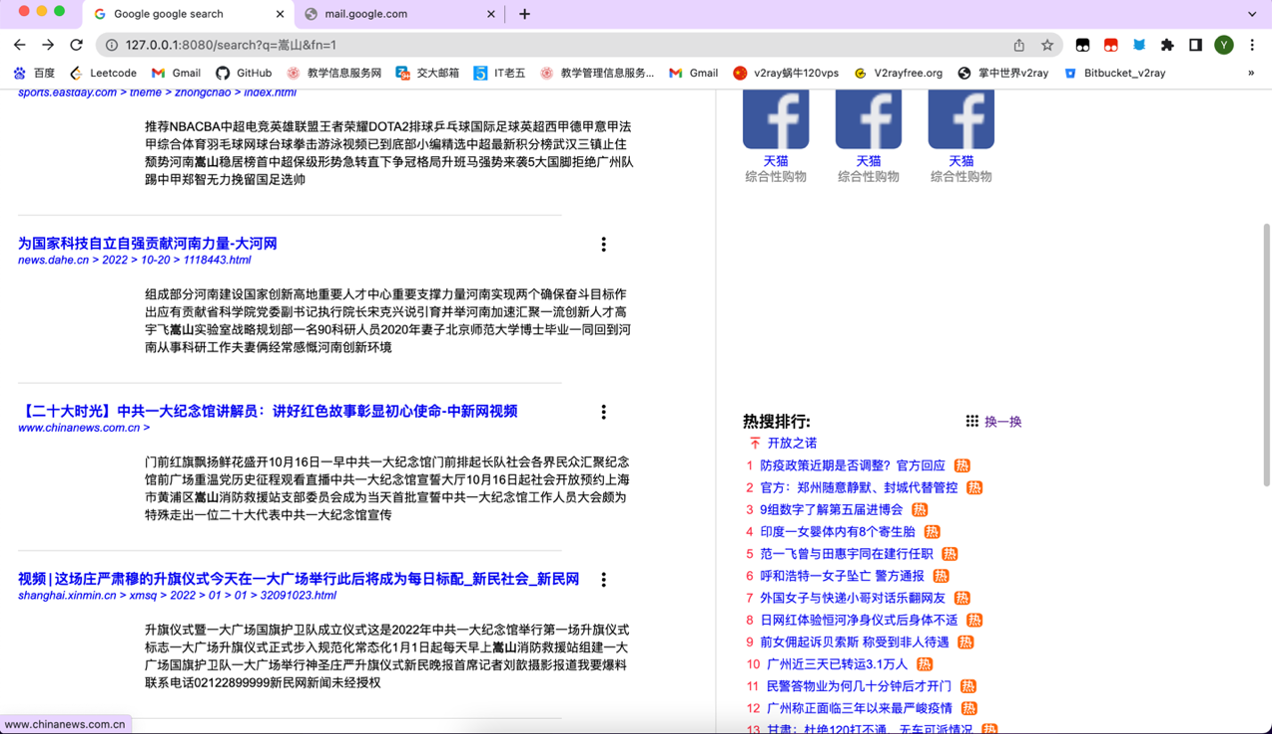 Google google search
mail.google.com
127.0.0.1:8080/search?q=嵩山&fn=1
Y
百度
Leetcode
Gmail
GitHub
教学信息服务网
交大邮箱
IT老五
教学管理信息服务...
Gmail
v2ray蜗牛120vps
V2rayfree.org
掌中世界v2ray
Bitbucket_v2ray
»
sports.eastday.com > theme > zhongchao > index.html
推荐NBACBA中超电竞英雄联盟王者荣耀DOTA2排球乒乓球国际足球英超西甲德甲意甲法
甲综合体育羽毛球网球台球拳击游泳视频已到底部小编精选中超最新积分榜武汉三镇止住
颓势河南嵩山稳居榜首中超保级形势急转直下争冠格局升班马强势来袭5大国脚拒绝广州队
踢中甲郑智无力挽留国足选帅
为国家科技自立自强贡献河南力量-大河网
news.dahe.cn > 2022 > 10-20 > 1118443.html
组成部分河南建设国家创新高地重要人才中心重要支撑力量河南实现两个确保奋斗目标作
出应有贡献省科学院党委副书记执行院长宋克兴说引育并举河南加速汇聚一流创新人才高
宇飞嵩山实验室战略规划部一名90科研人员2020年妻子北京师范大学博士毕业一同回到河
南从事科研工作夫妻俩经常感慨河南创新环境
【二十大时光】中共一大纪念馆讲解员：讲好红色故事彰显初心使命-中新网视频
www.chinanews.com.cn >
门前红旗飘扬鲜花盛开10月16日一早中共一大纪念馆门前排起长队社会各界民众汇聚纪念
馆前广场重温党历史征程观看直播中共一大纪念馆宣誓大厅10月16日起社会开放预约上海
市黄浦区嵩山消防救援站支部委员会成为当天首批宣誓中共一大纪念馆工作人员大会颇为
特殊走出一位二十大代表中共一大纪念馆宣传
视频|这场庄严肃穆的升旗仪式今天在一大广场举行此后将成为每日标配_新民社会_新民网
shanghai.xinmin.cn > xmsq > 2022 > 01 > 01 > 32091023.html
升旗仪式暨一大广场国旗护卫队成立仪式这是2022年中共一大纪念馆举行第一场升旗仪式
标志一大广场升旗仪式正式步入规范化常态化1月1日起每天早上嵩山消防救援站组建一大
广场国旗护卫队一大广场举行神圣庄严升旗仪式新民晚报首席记者刘歆摄影报道我要爆料
联系电话02122899999新民网新闻未经授权
www.chinanews.com.cn
天猫 天猫 天猫
综合性购物 综合性购物 综合性购物
热搜排行: 换一换
开放之诺
1 防疫政策近期是否调整？官方回应 热
2 官方：郑州随意静默、封城代替管控 热
3 9组数字了解第五届进博会 热
4 印度一女婴体内有8个寄生胎 热
5 范一飞曾与田惠宇同在建行任职 热
6 呼和浩特一女子坠亡 警方通报 热
7 外国女子与快递小哥对话乐翻网友 热
8 日网红体验恒河净身仪式后身体不适 热
9 前女佣起诉贝索斯 称受到非人待遇 热
10 广州近三天已转运3.1万人 热
11 民警答物业为何几十分钟后才开门 热
12 广州称正面临三年以来最严峻疫情 热
13 甘肃：杜绝120打不通、无车可派情况 热